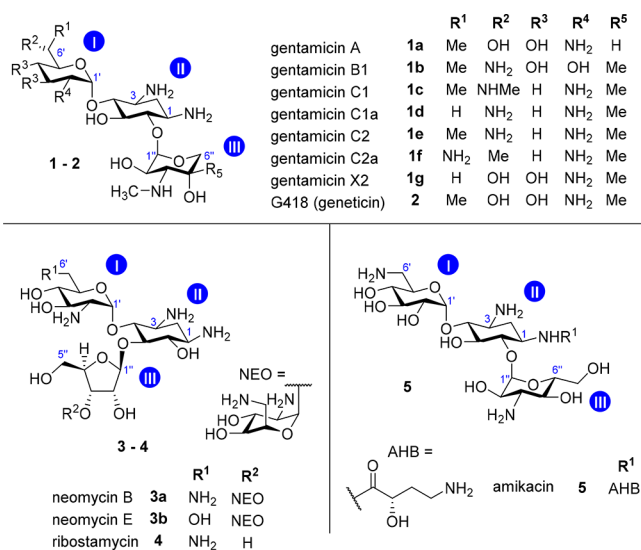 R1 R2 R3 R4 R5
gentamicin A 1a Me OH OH NH2 H
gentamicin B1 1b Me NH2 OH OH Me
gentamicin C1 1c Me NHMe H NH2 Me
gentamicin C1a 1d H NH2 H NH2 Me
gentamicin C2 1e Me NH2 H NH2 Me
gentamicin C2a 1f NH2 Me H NH2 Me
gentamicin X2 1g H OH OH NH2 Me
G418 (geneticin) 2 Me OH OH NH2 Me
R2 R1
I
6'
R3 O
R3 1'
R4
II
O 3 NH2
HO 1 NH2
O
III
1 - 2
1'' O 6''
HO R5
H3C NH OH
I
6'
R1
HO O
HO 1'
H2N O
II
3 NH2
NH2
O 1
OH
5'' H O 1''
HO
III
R2 O OH
3 - 4
NEO =
H2N O
HO NH2
HO O
R1 R2
neomycin B 3a NH2 NEO
neomycin E 3b OH NEO
ribostamycin 4 NH2 H
I
NH2 6'
HO O
HO 1'
HO O
II
3 NH2
HO 1 NHR1
O
5
1'' O 6'' HO
HO OH
H2N
III
AHB =
O
NH2
OH
R1
amikacin 5 AHB